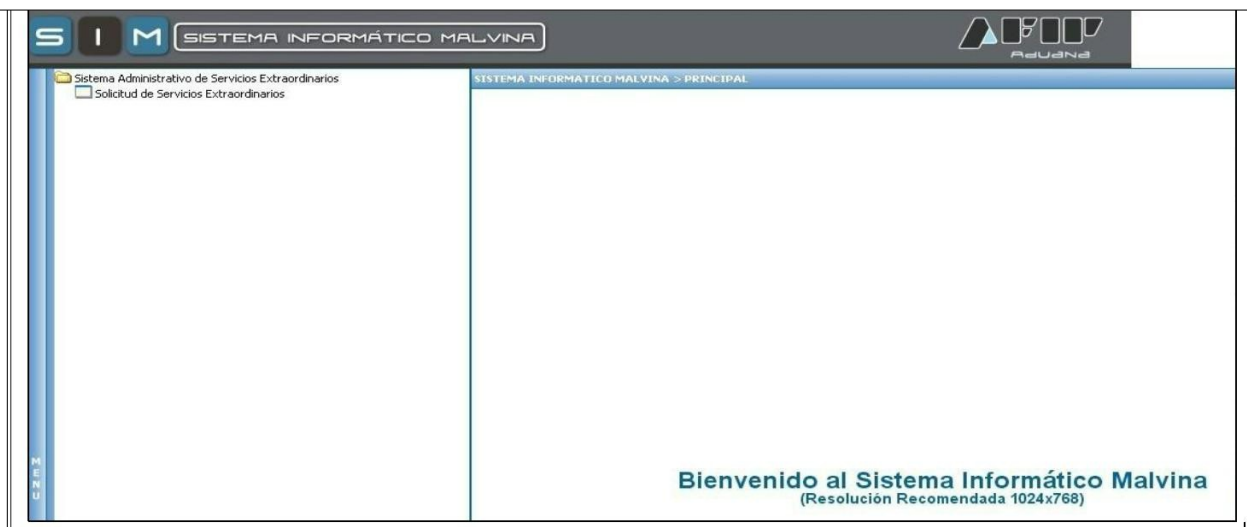 SIM SISTEMA INFORMÁTICO MALVINA
AFIP
Aduana
Sistema Administrativo de Servicios Extraordinarios
Solicitud de Servicios Extraordinarios
SISTEMA INFORMATICO MALVINA > PRINCIPAL
MENU
Bienvenido al Sistema Informático Malvina
(Resolución Recomendada 1024x768)